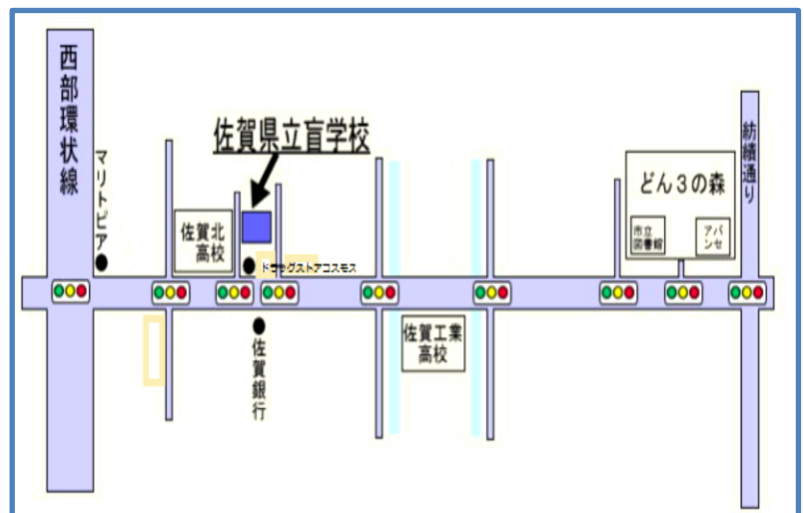 西部環状線
マリトピア
佐賀県立盲学校
佐賀北
高校
ドラッグストアコスモス
佐賀銀行
佐賀工業
高校
どん3の森
市立
図書館
アバ
ンセ
紡績通り